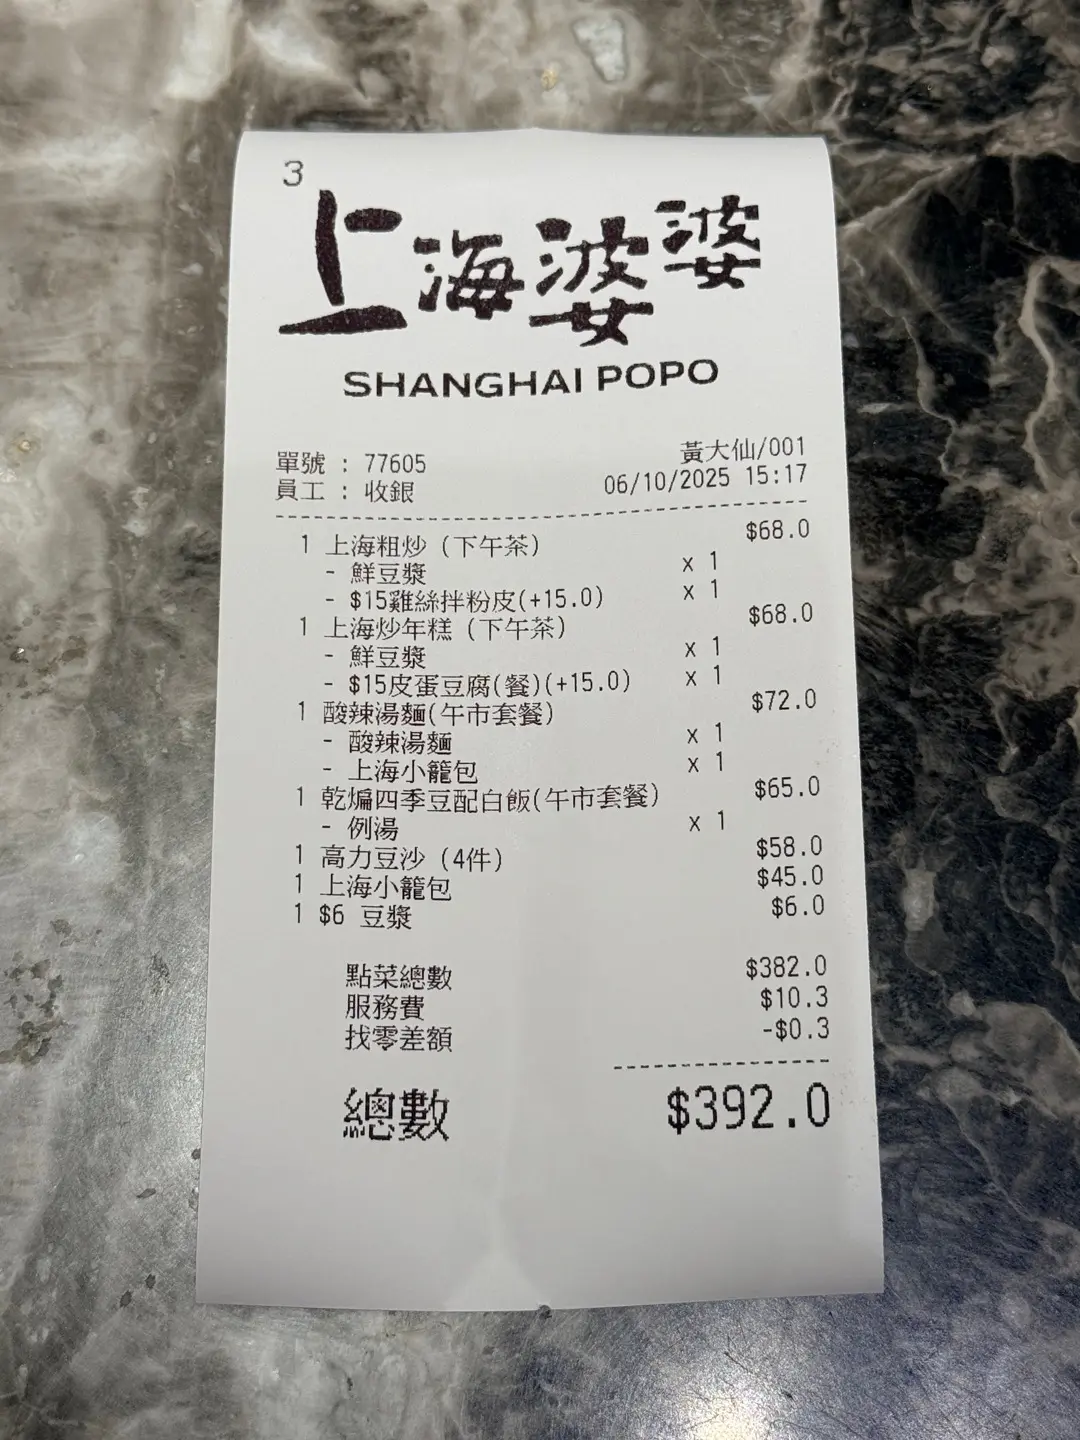 3
上海婆婆
SHANGHAI POPO
單號 : 77605 黃大仙/001
員工 : 收銀 06/10/2025 15:17
1 上海粗炒 (下午茶) $68.0
- 鮮豆漿 x 1
- $15雞絲拌粉皮(+15.0) x 1
1 上海炒年糕 (下午茶) $68.0
- 鮮豆漿 x 1
- $15皮蛋豆腐(餐)(+15.0) x 1
1 酸辣湯麵(午市套餐) $72.0
- 酸辣湯麵 x 1
- 上海小籠包 x 1
1 乾煸四季豆配白飯(午市套餐) $65.0
- 例湯 x 1
1 高力豆沙 (4件) $58.0
1 上海小籠包 $45.0
1 $6 豆漿 $6.0
點菜總數 $382.0
服務費 $10.3
找零差額 -$0.3
總數 $392.0